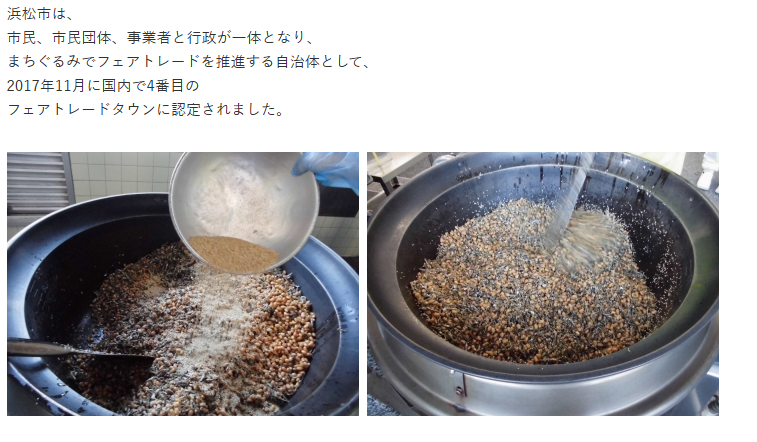 浜松市は、
市民、市民団体、事業者と行政が一体となり、
まちぐるみでフェアトレードを推進する自治体として、
2017年11月に国内で4番目の
フェアトレードタウンに認定されました。